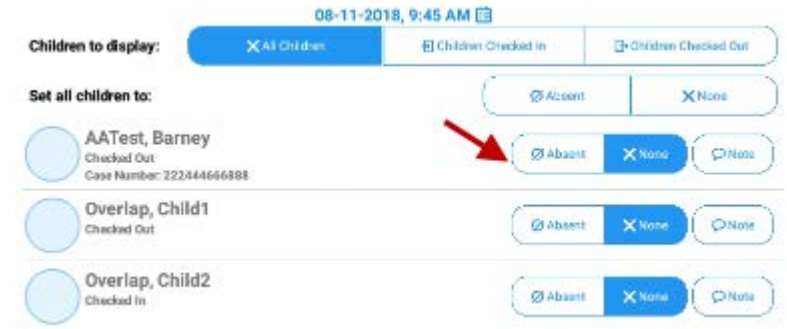 08-11-2018, 9:45 AM
Children to display: All Children Children Checked In Children Checked Out
Set all children to: Absent None
AATest, Barney
Checked Out
Case Number: 222444666888
Absent None Note
Overlap, Child1
Checked Out
Absent None Note
Overlap, Child2
Checked In
Absent None Note